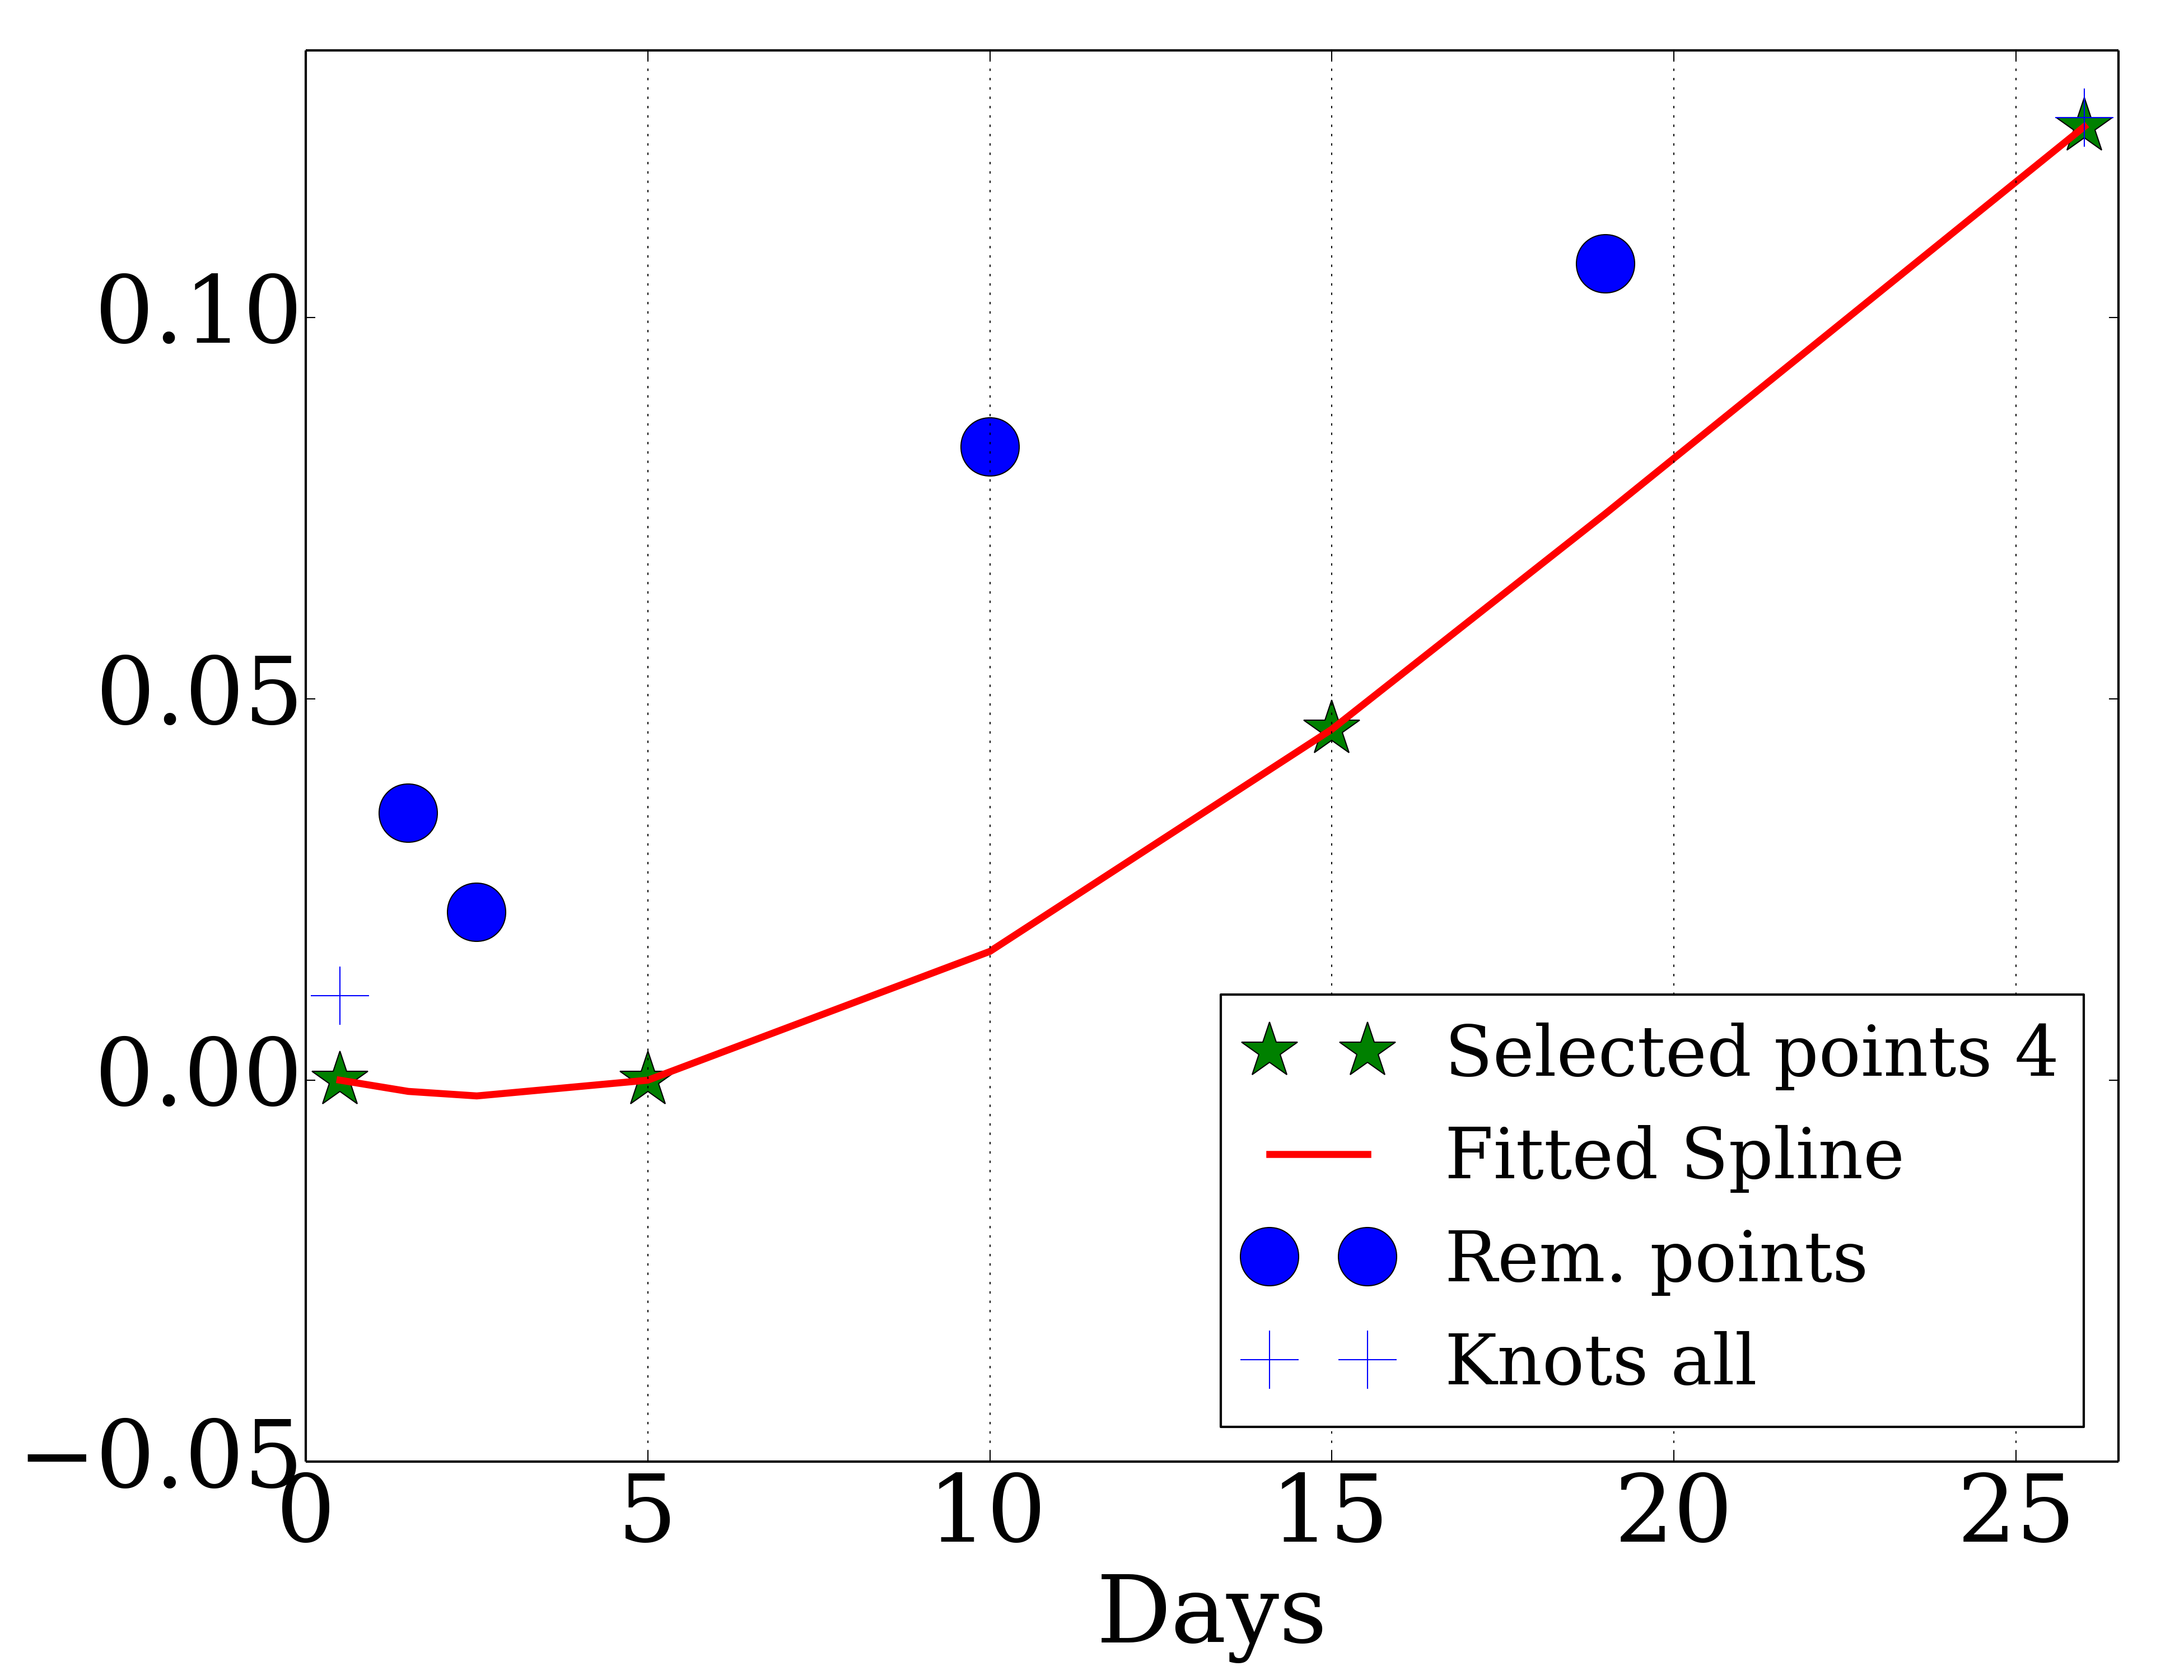 0.10
0.05
0.00
−0.05
0 5 10 15 20 25
Days
Selected points 4
Fitted Spline
Rem. points
Knots all